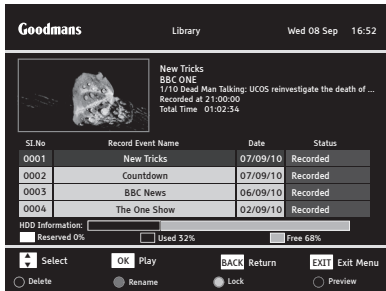 Goodmans Library Wed 08 Sep 16:52
New Tricks
BBC ONE
1/10 Dead Man Talking: UCOS reinvestigate the death of ...
Recorded at 21:00:00
Total Time 01:02:34
SI.No Record Event Name Date Status
0001 New Tricks 07/09/10 Recorded
0002 Countdown 07/09/10 Recorded
0003 BBC News 06/09/10 Recorded
0004 The One Show 02/09/10 Recorded
HDD Information:
Reserved 0% Used 32% Free 68%
Select OK Play BACK Return EXIT Exit Menu
Delete Rename Lock Preview